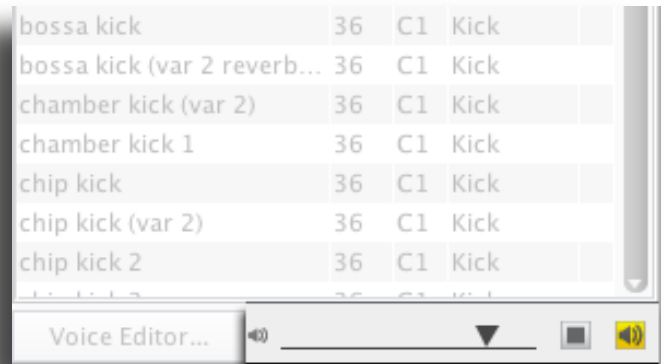 bossa kick 36 C1 Kick
bossa kick (var 2 reverb... 36 C1 Kick
chamber kick (var 2) 36 C1 Kick
chamber kick 1 36 C1 Kick
chip kick 36 C1 Kick
chip kick (var 2) 36 C1 Kick
chip kick 2 36 C1 Kick
Voice Editor...